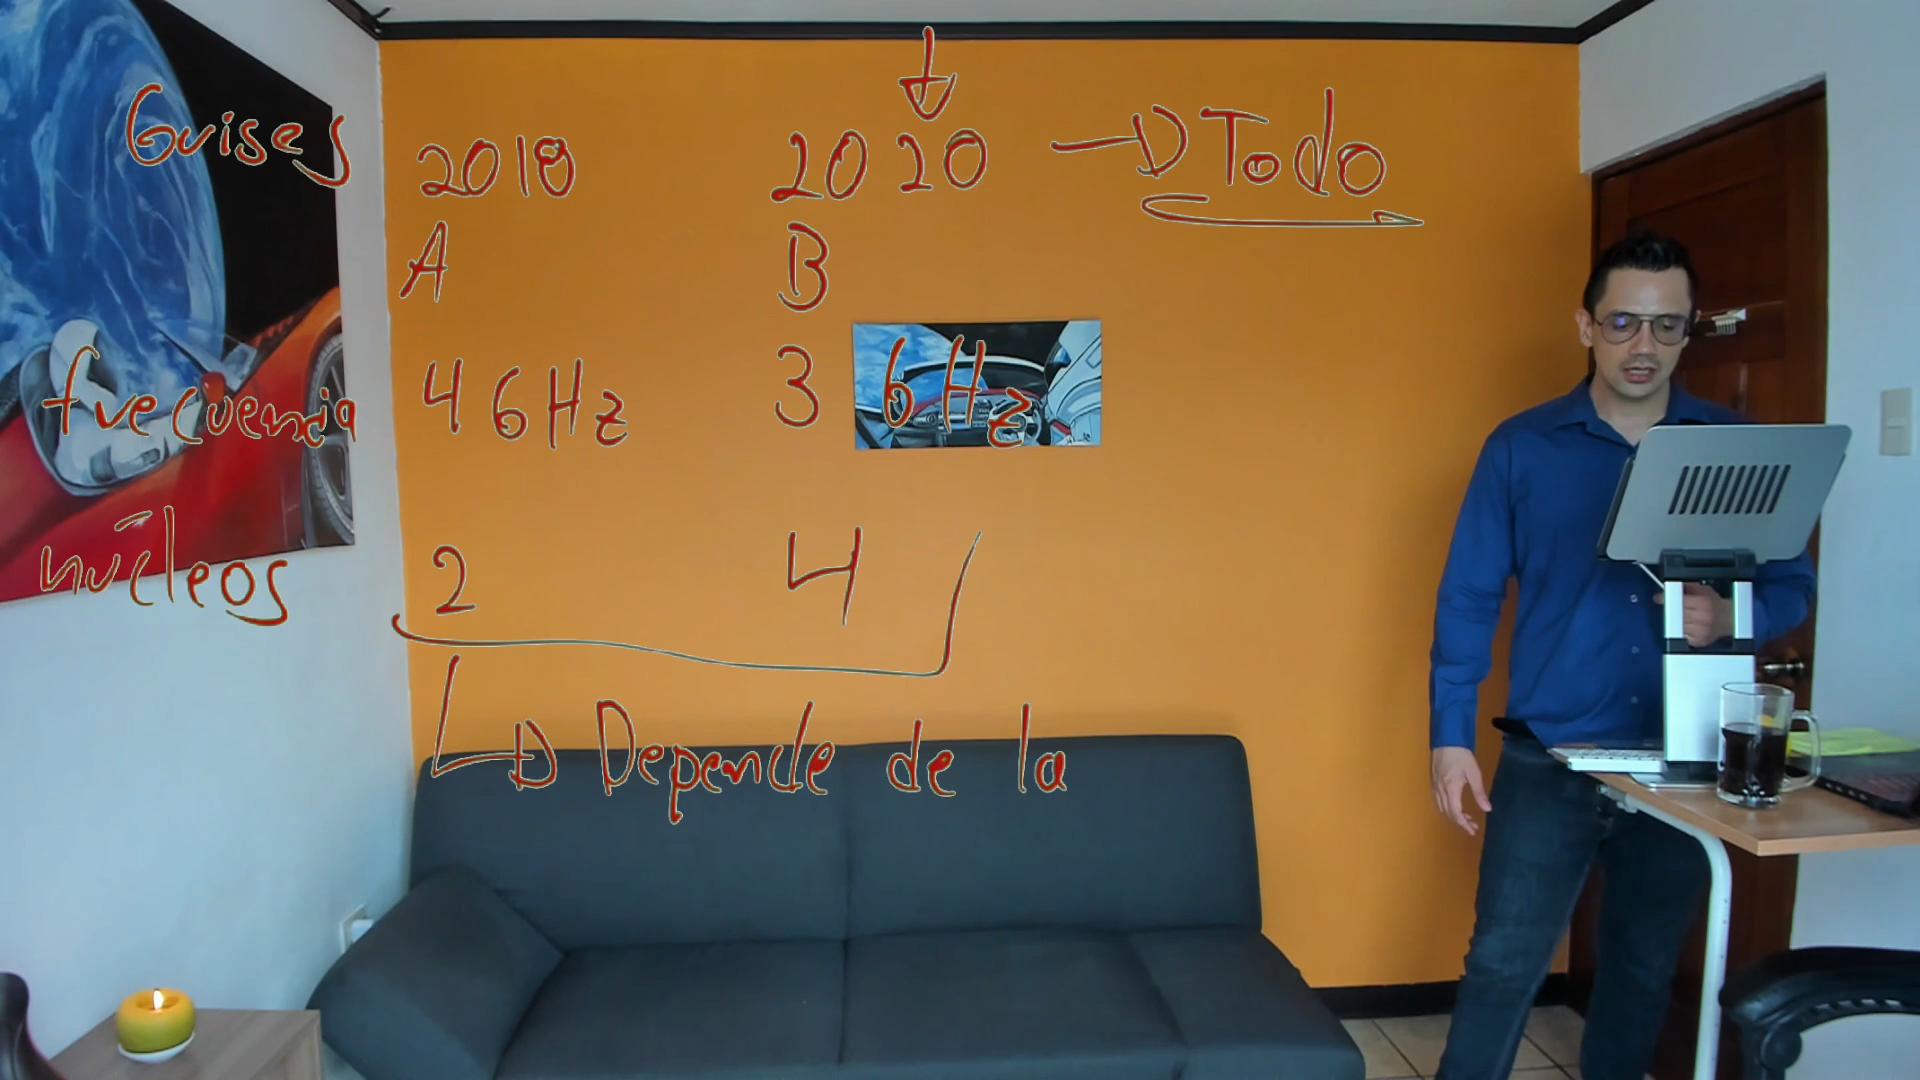 Grises 2018 2020 → Todo
A B
frecuencia 4 GHz 3 GHz
núcleos 2 4
→ Depende de la